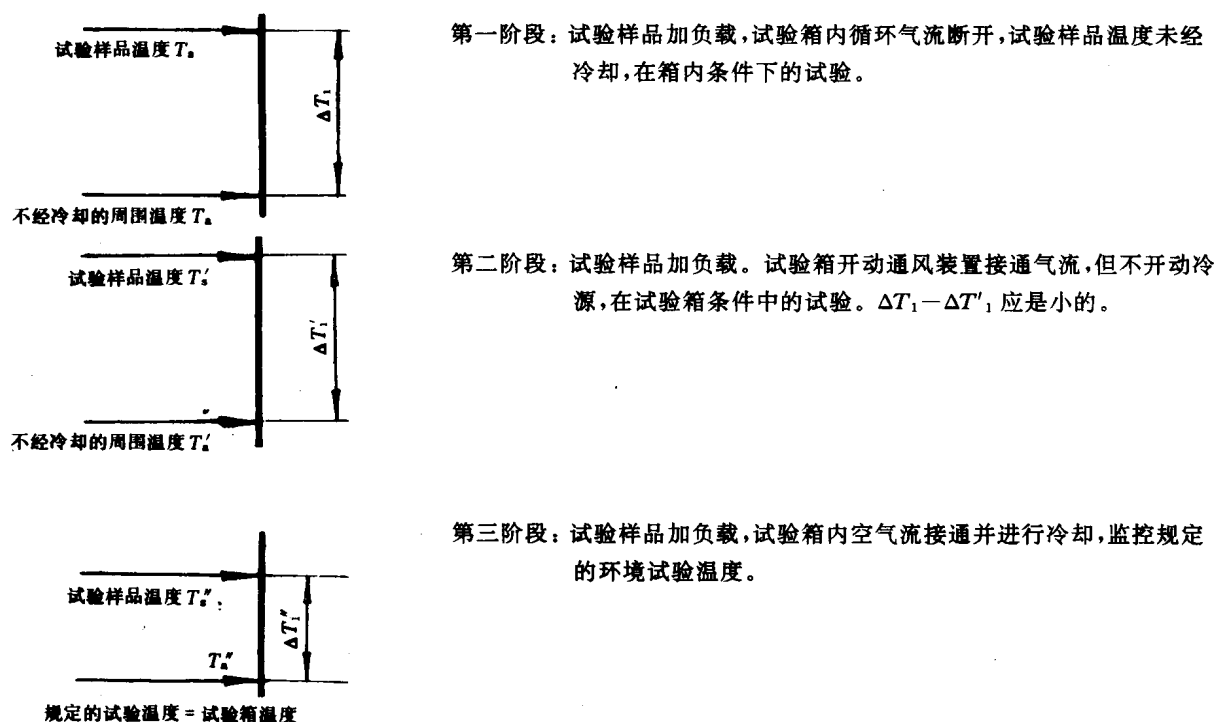 试验样品温度 Tₛ
ΔT₁
不经冷却的周围温度 Tₐ
第一阶段：试验样品加负载，试验箱内循环气流断开，试验样品温度未经
冷却，在箱内条件下的试验。
试验样品温度 Tₛ′
ΔT₁′
不经冷却的周围温度 Tₐ′
第二阶段：试验样品加负载。试验箱开动通风装置接通气流，但不开动冷
源，在试验箱条件中的试验。ΔT₁－ΔT′₁ 应是小的。
试验样品温度 Tₛ″
ΔT₁″
Tₐ″
规定的试验温度 = 试验箱温度
第三阶段：试验样品加负载，试验箱内空气流接通并进行冷却，监控规定
的环境试验温度。